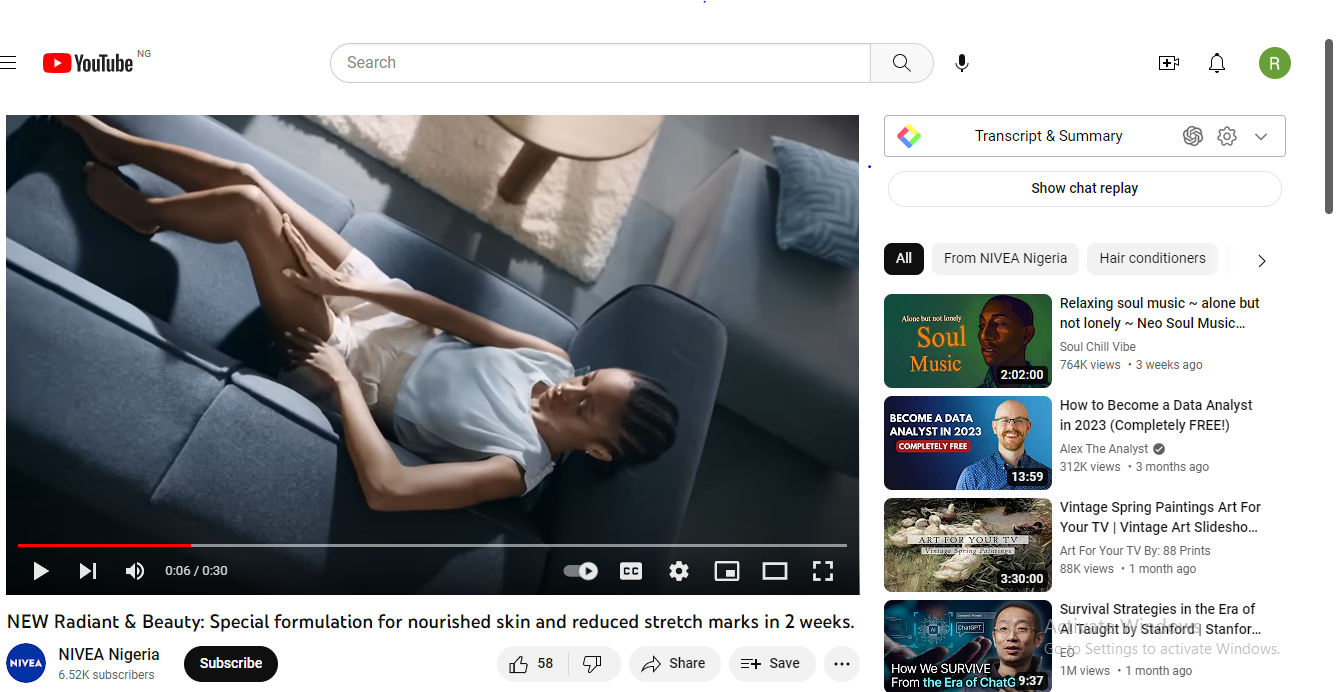 YouTube NG
Search
Transcript & Summary
Show chat replay
All
From NIVEA Nigeria
Hair conditioners
Alone but not lonely
Soul
Music
2:02:00
Relaxing soul music ~ alone but
not lonely ~ Neo Soul Music...
Soul Chill Vibe
764K views • 3 weeks ago
BECOME A DATA
ANALYST IN 2023
COMPLETELY FREE
13:59
How to Become a Data Analyst
in 2023 (Completely FREE!)
Alex The Analyst
312K views • 3 months ago
ART FOR YOUR TV
Vintage Spring Paintings
3:30:00
Vintage Spring Paintings Art For
Your TV | Vintage Art Slidesho...
Art For Your TV By: 88 Prints
88K views • 1 month ago
AI
ChatGPT
How We SURVIVE
From the Era of ChatG
9:37
Survival Strategies in the Era of
AI Taught by Stanford | Stanfor...
EO
1M views • 1 month ago
Activate Windows
Go to Settings to activate Windows.
CC
0:06 / 0:30
NEW Radiant & Beauty: Special formulation for nourished skin and reduced stretch marks in 2 weeks.
NIVEA
NIVEA Nigeria
6.52K subscribers
Subscribe
58
Share
Save
R